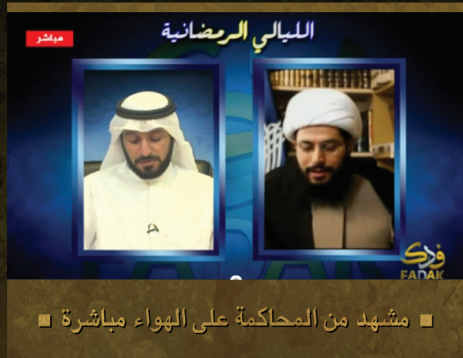 الليالي الرمضانية
مباشر
فدك
FADAK
مشهد من المحاكمة على الهواء مباشرة